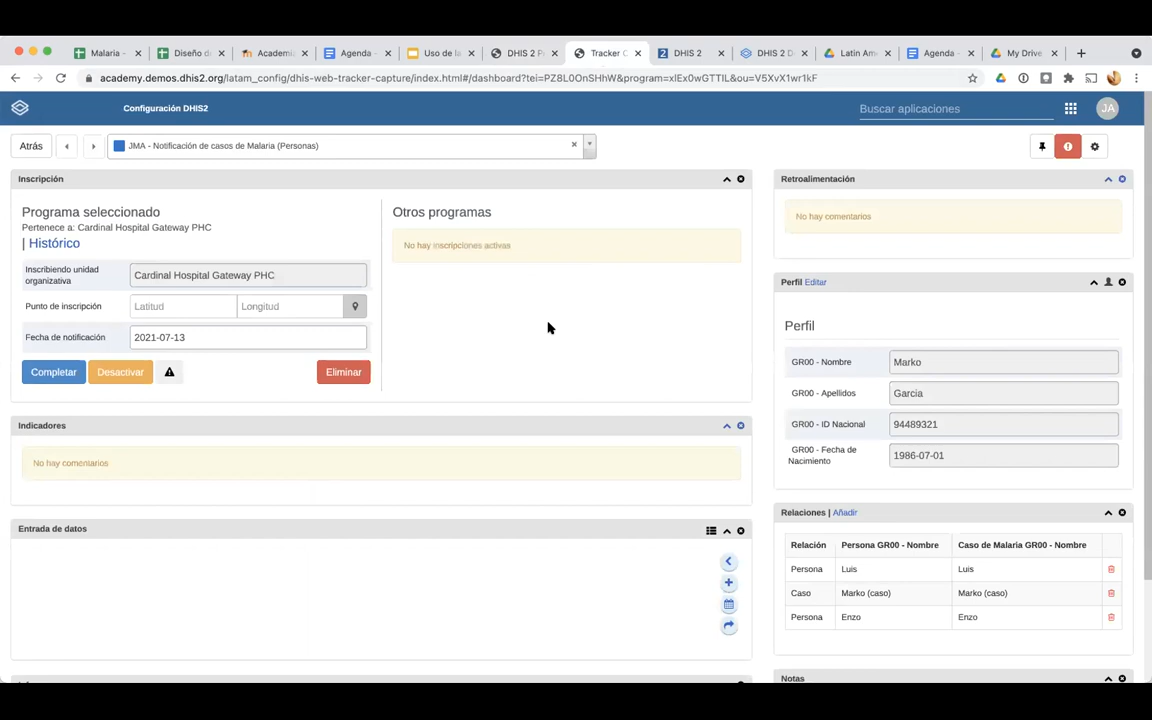 Malaria -
Diseño d
Academi
Agenda -
Uso de la
DHIS 2 P
Tracker C
DHIS 2
DHIS 2 D
Latin Am
Agenda -
My Drive
academy.demos.dhis2.org/latam_config/dhis-web-tracker-capture/index.html#/dashboard?tei=PZ8L0OnSHhW&program=xlEx0wGTTIL&ou=V5XvX1wr1kF
Configuración DHIS2
Buscar aplicaciones
JA
Atrás
JMA - Notificación de casos de Malaria (Personas)
Inscripción
Programa seleccionado
Pertenece a: Cardinal Hospital Gateway PHC
| Histórico
Inscribiendo unidad
organizativa
Cardinal Hospital Gateway PHC
Punto de inscripción
Latitud
Longitud
Fecha de notificación
2021-07-13
Completar
Desactivar
Eliminar
Otros programas
No hay inscripciones activas
Indicadores
No hay comentarios
Entrada de datos
Retroalimentación
No hay comentarios
Perfil Editar
Perfil
GR00 - Nombre
Marko
GR00 - Apellidos
Garcia
GR00 - ID Nacional
94489321
GR00 - Fecha de
Nacimiento
1986-07-01
Relaciones | Añadir
Relación Persona GR00 - Nombre Caso de Malaria GR00 - Nombre
Persona Luis Luis
Caso Marko (caso) Marko (caso)
Persona Enzo Enzo
Notas